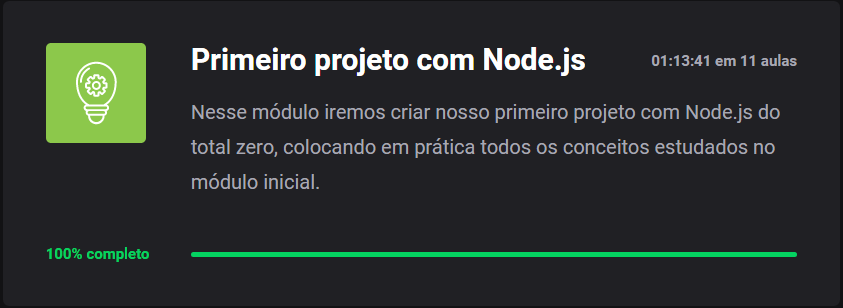 Primeiro projeto com Node.js
01:13:41 em 11 aulas
Nesse módulo iremos criar nosso primeiro projeto com Node.js do
total zero, colocando em prática todos os conceitos estudados no
módulo inicial.
100% completo